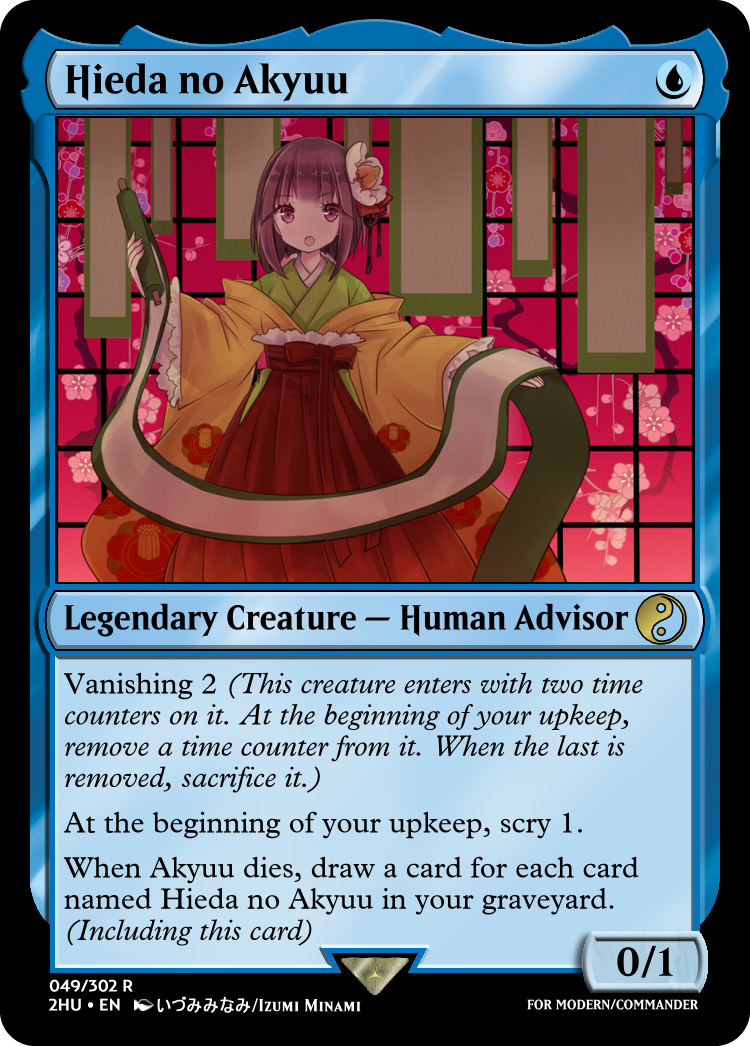 Hieda no Akyuu
Legendary Creature — Human Advisor
Vanishing 2 (This creature enters with two time
counters on it. At the beginning of your upkeep,
remove a time counter from it. When the last is
removed, sacrifice it.)
At the beginning of your upkeep, scry 1.
When Akyuu dies, draw a card for each card
named Hieda no Akyuu in your graveyard.
(Including this card)
0/1
049/302 R
2HU • EN いづみみなみ/Izumi Minami
FOR MODERN/COMMANDER